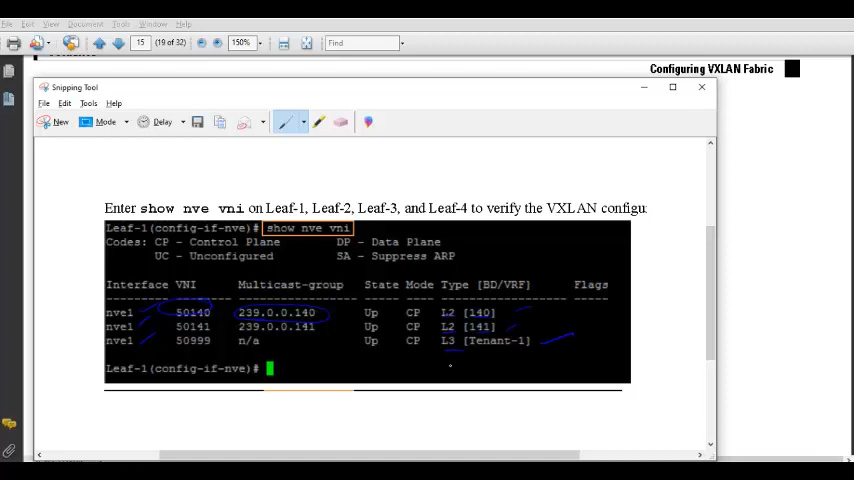 File Edit View Document Tools Window Help
15 (19 of 32) 150% Find
Configuring VXLAN Fabric
Snipping Tool
File Edit Tools Help
New Mode Delay
Enter show nve vni on Leaf-1, Leaf-2, Leaf-3, and Leaf-4 to verify the VXLAN configu
Leaf-1(config-if-nve)# show nve vni
Codes: CP - Control Plane DP - Data Plane
UC - Unconfigured SA - Suppress ARP
Interface VNI Multicast-group State Mode Type [BD/VRF] Flags
--------- -------- ----------------- ----- ---- ------------------ -----
nve1 50140 239.0.0.140 Up CP L2 [140]
nve1 50141 239.0.0.141 Up CP L2 [141]
nve1 50999 n/a Up CP L3 [Tenant-1]
Leaf-1(config-if-nve)#